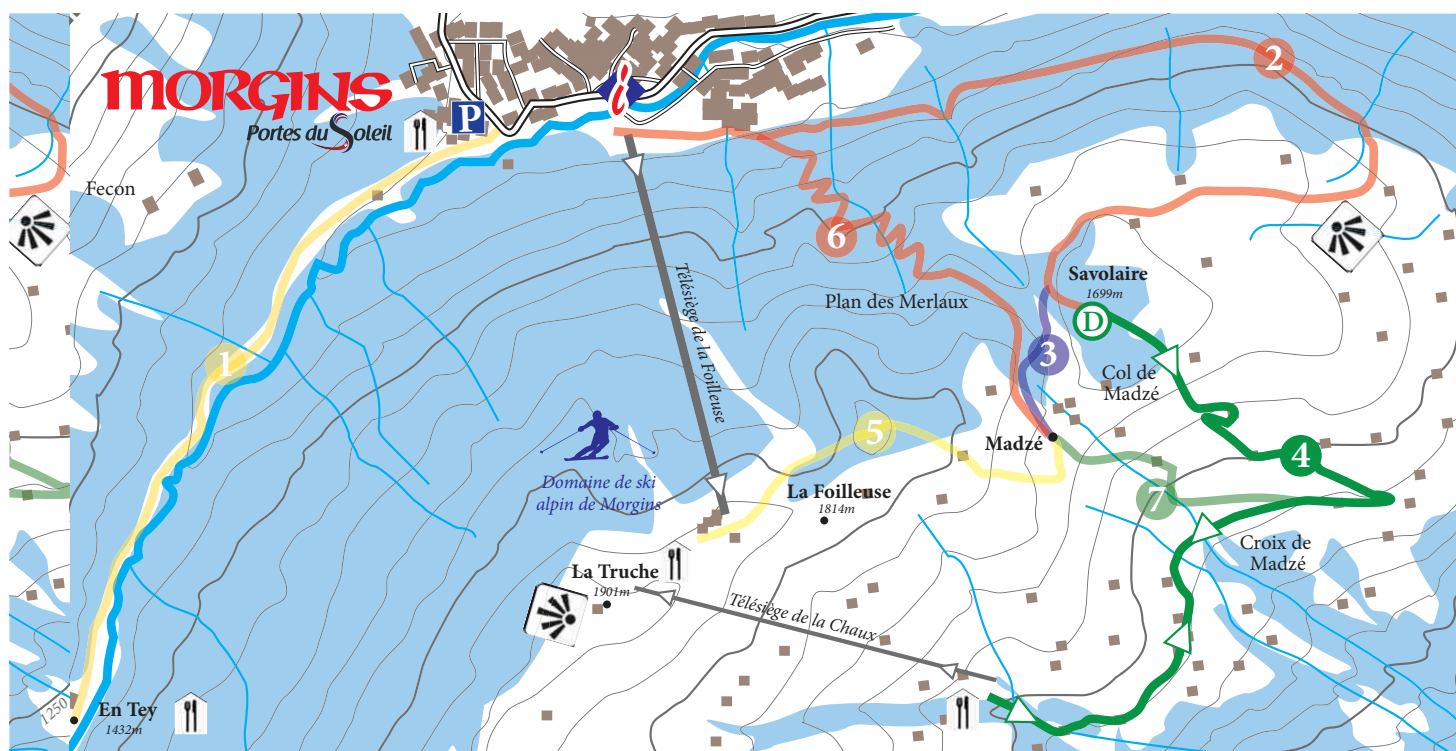 MORGINS
Portes du Soleil
P
i
2
Fecon
6
Savolaire
1699m
D
Plan des Merlaux
Télésiège de la Foilleuse
3
1
Col de
Madzé
5
Madzé
4
Domaine de ski
alpin de Morgins
La Foilleuse
1814m
7
Croix de
Madzé
La Truche
1901m
Télésiège de la Chaux
1250
En Tey
1432m